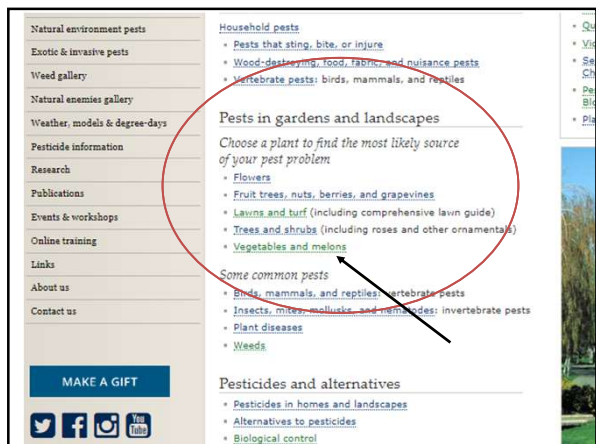 Natural environment pests
Exotic & invasive pests
Weed gallery
Natural enemies gallery
Weather, models & degree-days
Pesticide information
Research
Publications
Events & workshops
Online training
Links
About us
Contact us
MAKE A GIFT
You
Tube
Household pests
Pests that sting, bite, or injure
Wood-destroying, food, fabric, and nuisance pests
Vertebrate pests: birds, mammals, and reptiles
Pests in gardens and landscapes
Choose a plant to find the most likely source
of your pest problem
Flowers
Fruit trees, nuts, berries, and grapevines
Lawns and turf (including comprehensive lawn guide)
Trees and shrubs (including roses and other ornamentals)
Vegetables and melons
Some common pests
Birds, mammals, and reptiles: vertebrate pests
Insects, mites, mollusks, and nematodes: invertebrate pests
Plant diseases
Weeds
Pesticides and alternatives
Pesticides in homes and landscapes
Alternatives to pesticides
Biological control